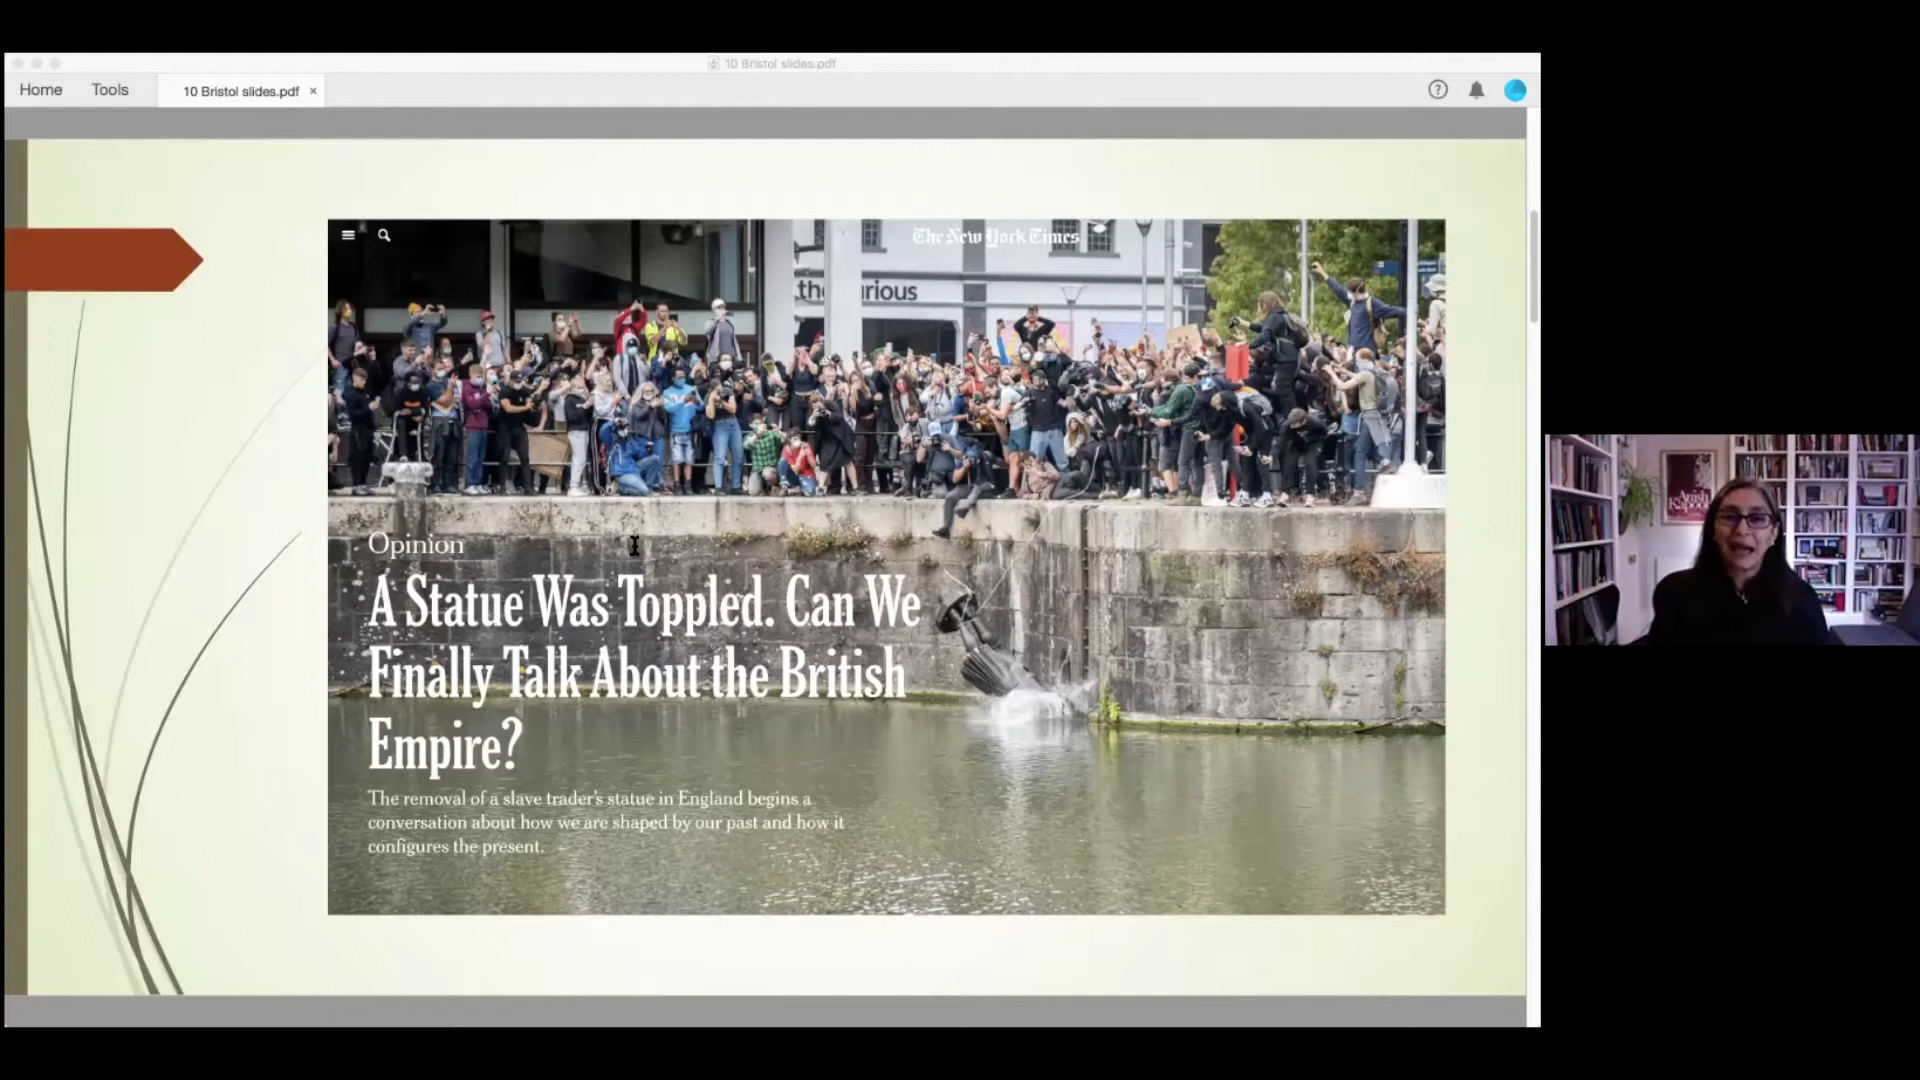 10 Bristol slides.pdf
Home Tools 10 Bristol slides.pdf ×
The New York Times
Opinion
A Statue Was Toppled. Can We
Finally Talk About the British
Empire?
The removal of a slave trader's statue in England begins a
conversation about how we are shaped by our past and how it
configures the present.
Anish
Kapoor